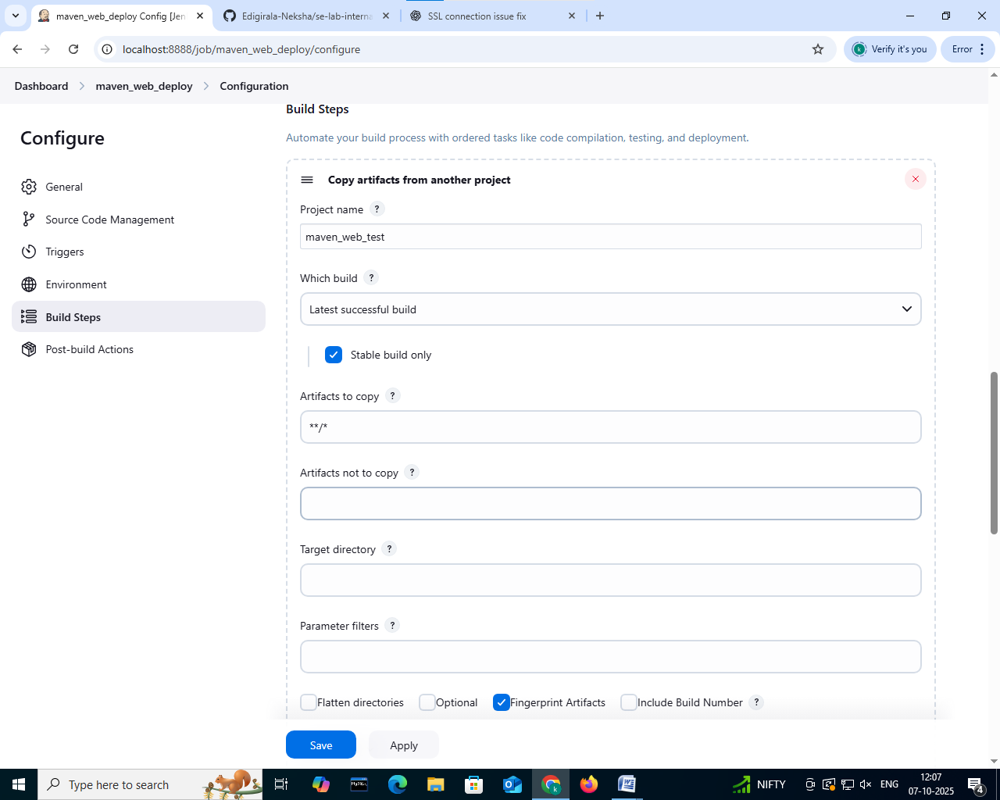 maven_web_deploy Config [Jen
Edigirala-Neksha/se-lab-interna
SSL connection issue fix
localhost:8888/job/maven_web_deploy/configure
Verify it's you
Error
Dashboard
maven_web_deploy
Configuration
Configure
General
Source Code Management
Triggers
Environment
Build Steps
Post-build Actions
Build Steps
Automate your build process with ordered tasks like code compilation, testing, and deployment.
Copy artifacts from another project
Project name ?
maven_web_test
Which build ?
Latest successful build
Stable build only
Artifacts to copy ?
**/*
Artifacts not to copy ?
Target directory ?
Parameter filters ?
Flatten directories Optional Fingerprint Artifacts Include Build Number ?
Save Apply
Type here to search
MySQL
NIFTY
ENG
12:07
07-10-2025
4